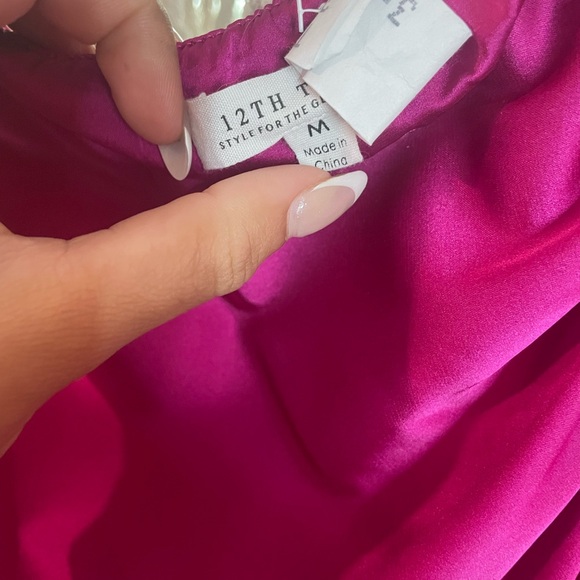 12TH T
STYLE FOR THE G
M
Made in
China